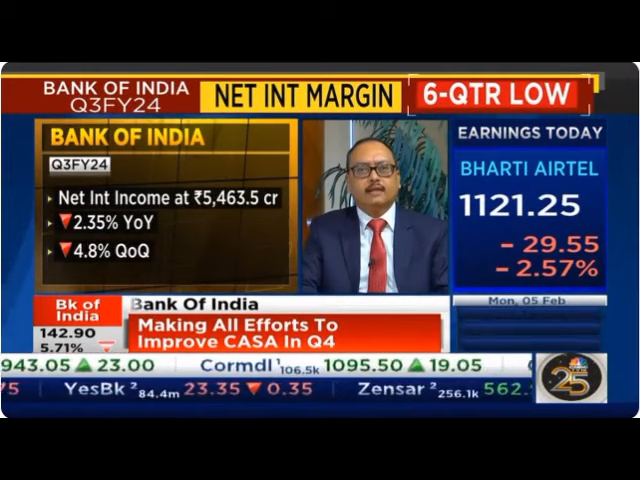 BANK OF INDIA
Q3FY24
NET INT MARGIN
6-QTR LOW
BANK OF INDIA
Q3FY24
Net Int Income at ₹5,463.5 cr
2.35% YoY
4.8% QoQ
EARNINGS TODAY
BHARTI AIRTEL
1121.25
- 29.55
- 2.57%
Mon, 05 Feb
Bk of
India
142.90
5.71%
Bank Of India
Making All Efforts To
Improve CASA In Q4
943.05 ▲ 23.00 Cormdl 106.5k 1095.50 ▲ 19.05
75 YesBk 2 84.4m 23.35 ▼ 0.35 Zensar 2 256.1k 562.
25